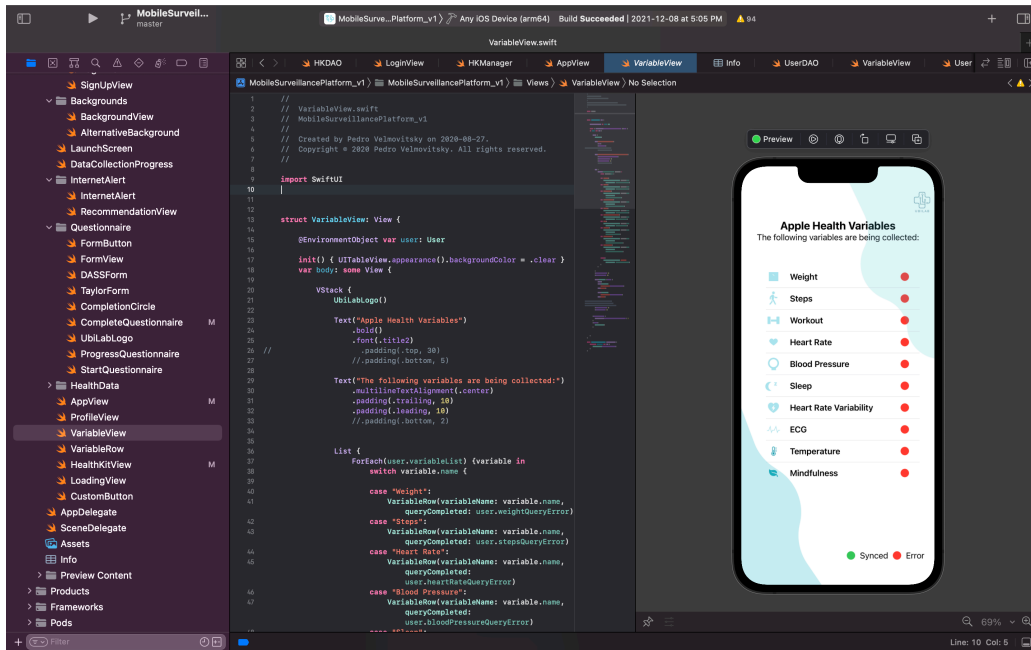 MobileSurveil...
master
MobileSurve...Platform_v1 〉 Any iOS Device (arm64)
Build Succeeded | 2021-12-08 at 5:05 PM
94
VariableView.swift
HKDAO
LoginView
HKManager
AppView
VariableView
Info
UserDAO
VariableView
User
MobileSurveillancePlatform_v1 〉 MobileSurveillancePlatform_v1 〉 Views 〉 VariableView 〉 No Selection
SignUpView
Backgrounds
BackgroundView
AlternativeBackground
LaunchScreen
DataCollectionProgress
InternetAlert
InternetAlert
RecommendationView
Questionnaire
FormButton
FormView
DASSForm
TaylorForm
CompletionCircle
CompleteQuestionnaire M
UbiLabLogo
ProgressQuestionnaire
StartQuestionnaire
HealthData
AppView M
ProfileView
VariableView
VariableRow
HealthKitView M
LoadingView
CustomButton
AppDelegate
SceneDelegate
Assets
Info
Preview Content
Products
Frameworks
Pods
Filter
1 //
2 // VariableView.swift
3 // MobileSurveillancePlatform_v1
4 //
5 // Created by Pedro Velmovitsky on 2020-08-27.
6 // Copyright © 2020 Pedro Velmovitsky. All rights reserved.
7 //
8
9 import SwiftUI
10
11
12
13 struct VariableView: View {
14
15 @EnvironmentObject var user: User
16
17 init() { UITableView.appearance().backgroundColor = .clear }
18 var body: some View {
19
20 VStack {
21 UbiLabLogo()
22
23 Text("Apple Health Variables")
24 .bold()
25 .font(.title2)
26 // .padding(.top, 30)
27 //.padding(.bottom, 5)
28
29 Text("The following variables are being collected:")
30 .multilineTextAlignment(.center)
31 .padding(.trailing, 10)
32 .padding(.leading, 10)
33 //.padding(.bottom, 2)
34
35
36 List {
37 ForEach(user.variableList) {variable in
38 switch variable.name {
39
40 case "Weight":
41 VariableRow(variableName: variable.name,
queryCompleted: user.weightQueryError)
42 case "Steps":
43 VariableRow(variableName: variable.name,
queryCompleted: user.stepsQueryError)
44 case "Heart Rate":
45 VariableRow(variableName: variable.name,
queryCompleted:
user.heartRateQueryError)
46 case "Blood Pressure":
47 VariableRow(variableName: variable.name,
queryCompleted:
user.bloodPressureQueryError)
Preview
Apple Health Variables
The following variables are being collected:
Weight
Steps
Workout
Heart Rate
Blood Pressure
Sleep
Heart Rate Variability
ECG
Temperature
Mindfulness
Synced
Error
69%
Line: 10 Col: 5